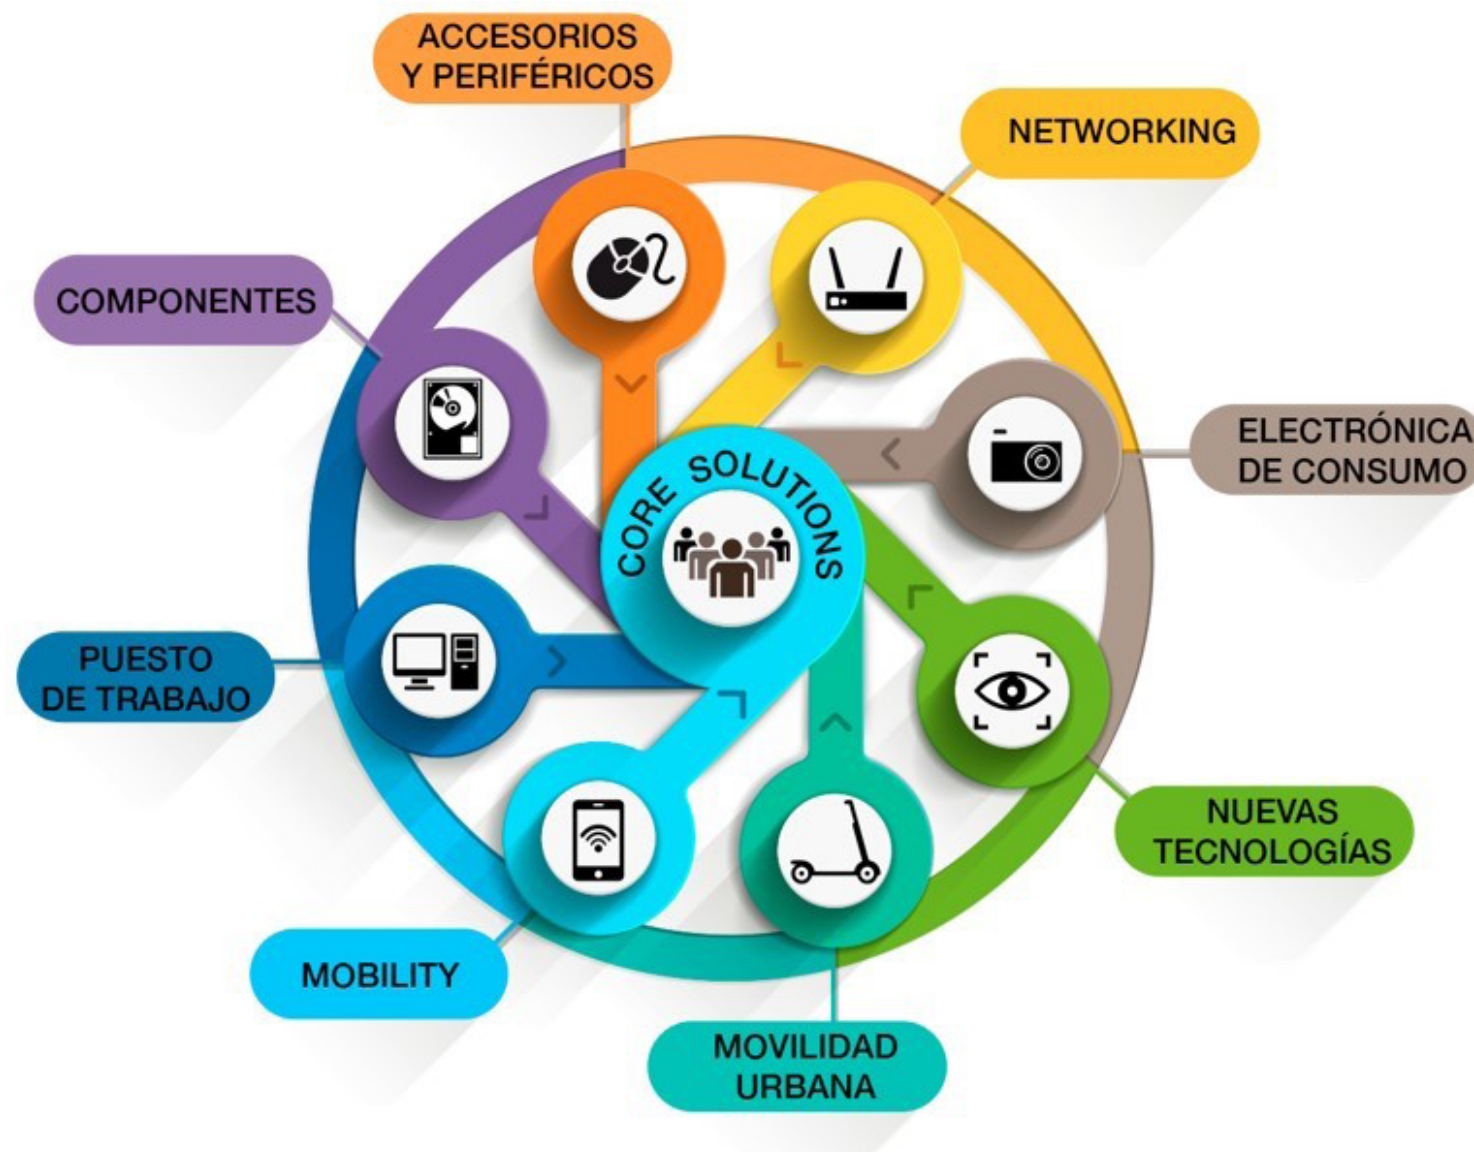 ACCESORIOS
Y PERIFÉRICOS
NETWORKING
COMPONENTES
ELECTRÓNICA
DE CONSUMO
CORE SOLUTIONS
PUESTO
DE TRABAJO
NUEVAS
TECNOLOGÍAS
MOBILITY
MOVILIDAD
URBANA